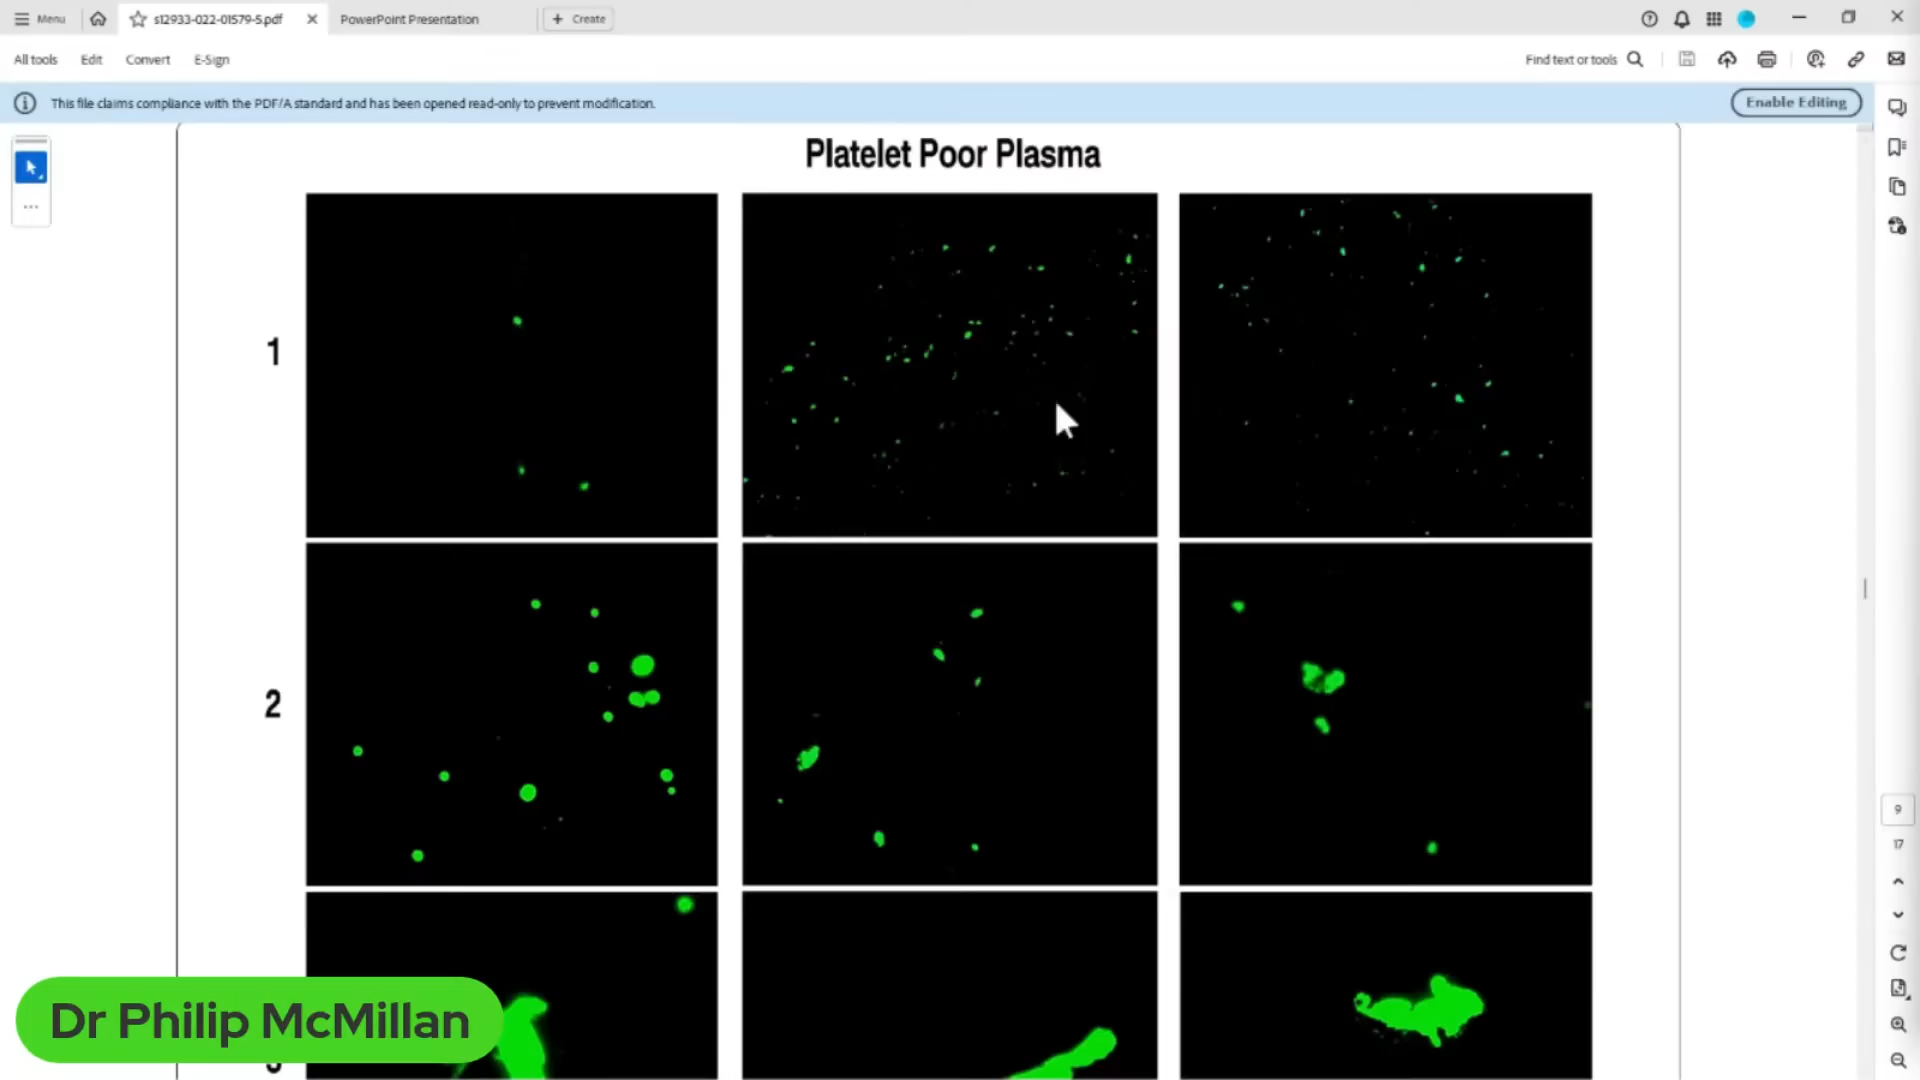 Menu
s12933-022-01579-5.pdf
PowerPoint Presentation
Create
All tools
Edit
Convert
E-Sign
Find text or tools
This file claims compliance with the PDF/A standard and has been opened read-only to prevent modification.
Enable Editing
Platelet Poor Plasma
1
2
9
17
Dr Philip McMillan